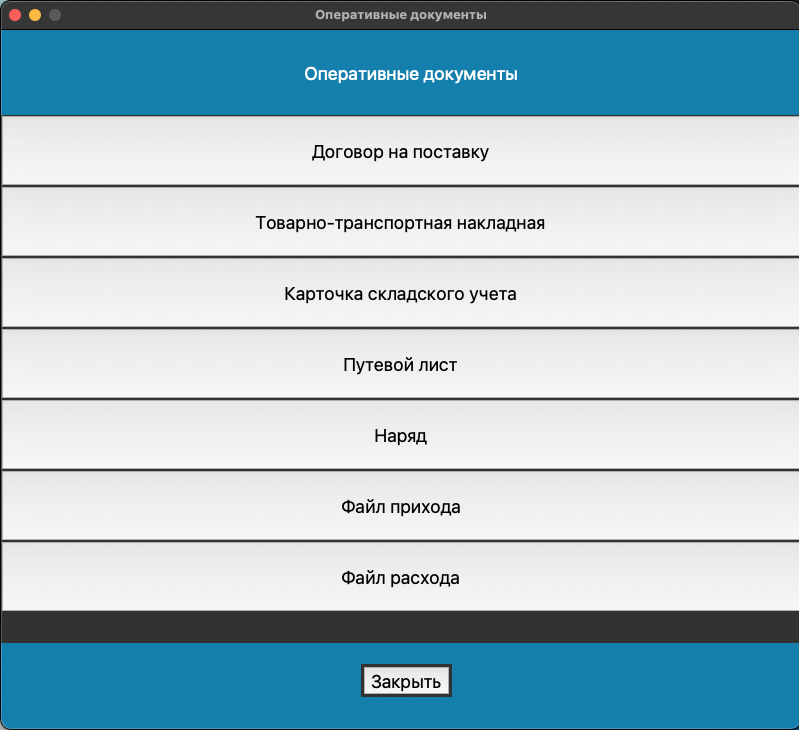 Оперативные документы
Оперативные документы
Договор на поставку
Товарно-транспортная накладная
Карточка складского учета
Путевой лист
Наряд
Файл прихода
Файл расхода
Закрыть